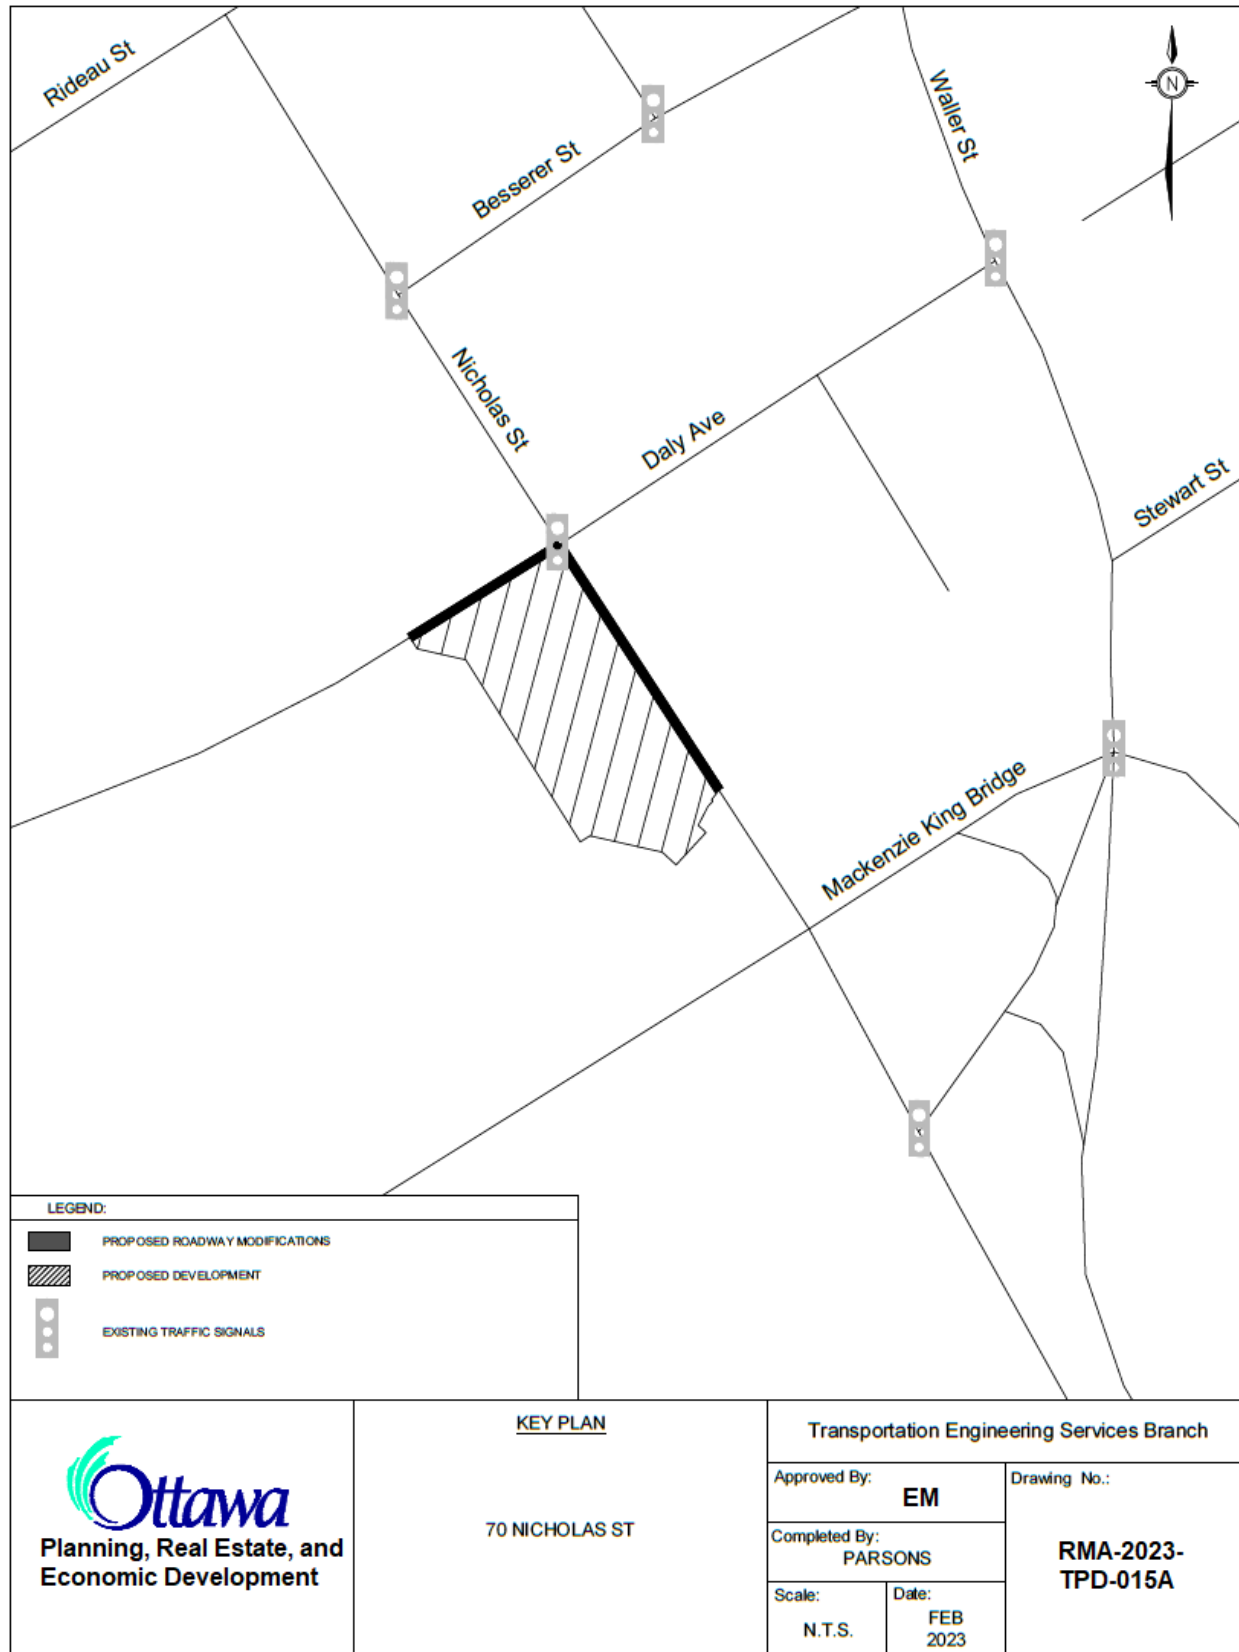 Rideau St
Besserer St
Waller St
N
Nicholas St
Daly Ave
Stewart St
Mackenzie King Bridge
LEGEND:
PROPOSED ROADWAY MODIFICATIONS
PROPOSED DEVELOPMENT
EXISTING TRAFFIC SIGNALS
Ottawa
Planning, Real Estate, and
Economic Development
KEY PLAN
70 NICHOLAS ST
Transportation Engineering Services Branch
Approved By:
EM
Completed By:
PARSONS
Scale:
N.T.S.
Date:
FEB
2023
Drawing No.:
RMA-2023-
TPD-015A